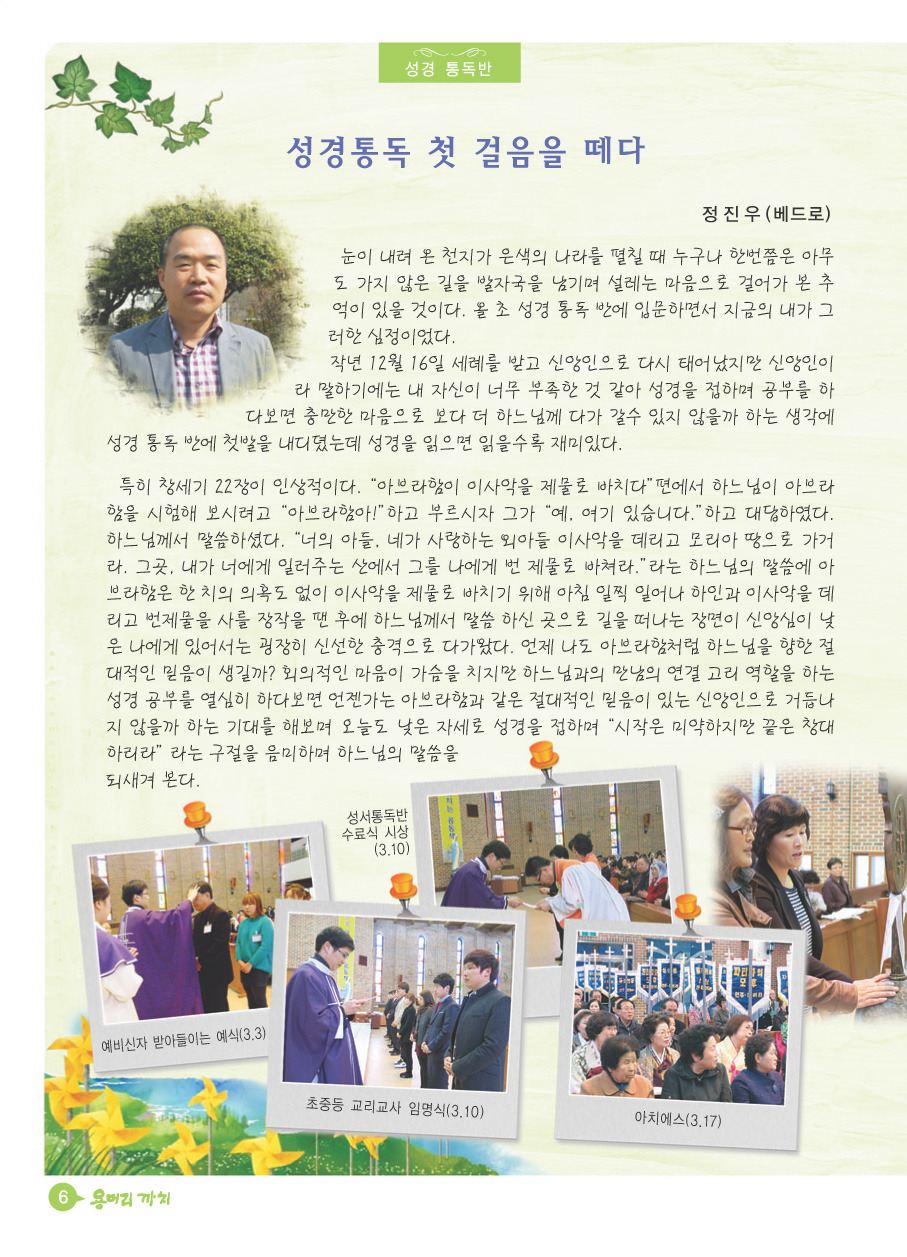 성경 통독반
성경통독 첫 걸음을 떼다
정 진 우 (베드로)
눈이 내려 온 천지가 은색의 나라를 펼칠 때 누구나 한번쯤은 아무
도 가지 않은 길을 발자국을 남기며 설레는 마음으로 걸어가 본 추
억이 있을 것이다. 올 초 성경 통독 반에 입문하면서 지금의 내가 그
러한 심정이었다.
작년 12월 16일 세례를 받고 신앙인으로 다시 태어났지만 신앙인이
라 말하기에는 내 자신이 너무 부족한 것 같아 성경을 접하며 공부를 하
다보면 충만한 마음으로 보다 더 하느님께 다가 갈수 있지 않을까 하는 생각에
성경 통독 반에 첫발을 내디뎠는데 성경을 읽으면 읽을수록 재미있다.
특히 창세기 22장이 인상적이다. “아브라함이 이사악을 제물로 바치다”편에서 하느님이 아브라
함을 시험해 보시려고 “아브라함아!”하고 부르시자 그가 “예, 여기 있습니다.”하고 대답하였다.
하느님께서 말씀하셨다. “너의 아들, 네가 사랑하는 외아들 이사악을 데리고 모리아 땅으로 가거
라. 그곳, 내가 너에게 일러주는 산에서 그를 나에게 번 제물로 바쳐라.”라는 하느님의 말씀에 아
브라함은 한 치의 의혹도 없이 이사악을 제물로 바치기 위해 아침 일찍 일어나 하인과 이사악을 데
리고 번제물을 사를 장작을 팬 후에 하느님께서 말씀 하신 곳으로 길을 떠나는 장면이 신앙심이 낮
은 나에게 있어서는 굉장히 신선한 충격으로 다가왔다. 언제 나도 아브라함처럼 하느님을 향한 절
대적인 믿음이 생길까? 회의적인 마음이 가슴을 치지만 하느님과의 만남의 연결 고리 역할을 하는
성경 공부를 열심히 하다보면 언젠가는 아브라함과 같은 절대적인 믿음이 있는 신앙인으로 거듭나
지 않을까 하는 기대를 해보며 오늘도 낮은 자세로 성경을 접하며 “시작은 미약하지만 끝은 창대
하리라” 라는 구절을 음미하며 하느님의 말씀을
되새겨 본다.
성서통독반
수료식 시상
(3.10)
예비신자 받아들이는 예식(3.3)
초중등 교리교사 임명식(3.10)
아치에스(3.17)
6 용머리 까치